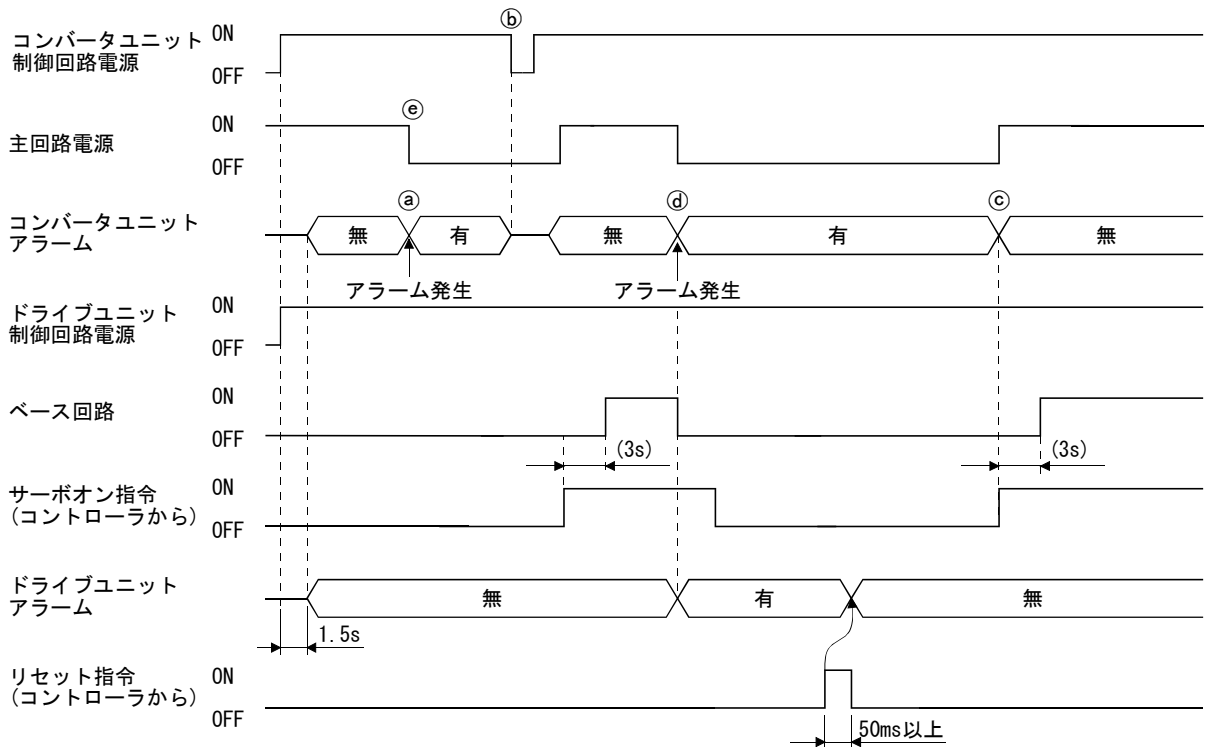 ⓑ
コンバータユニット ON
制御回路電源
OFF
ⓔ
ON
主回路電源
OFF
ⓐ ⓓ ⓒ
コンバータユニット
アラーム
無 有 無 有 無
アラーム発生 アラーム発生
ドライブユニット ON
制御回路電源
OFF
ON
ベース回路
OFF
(3s) (3s)
サーボオン指令 ON
(コントローラから)
OFF
ドライブユニット
アラーム
無 有 無
1.5s
リセット指令 ON
(コントローラから)
OFF
50ms以上